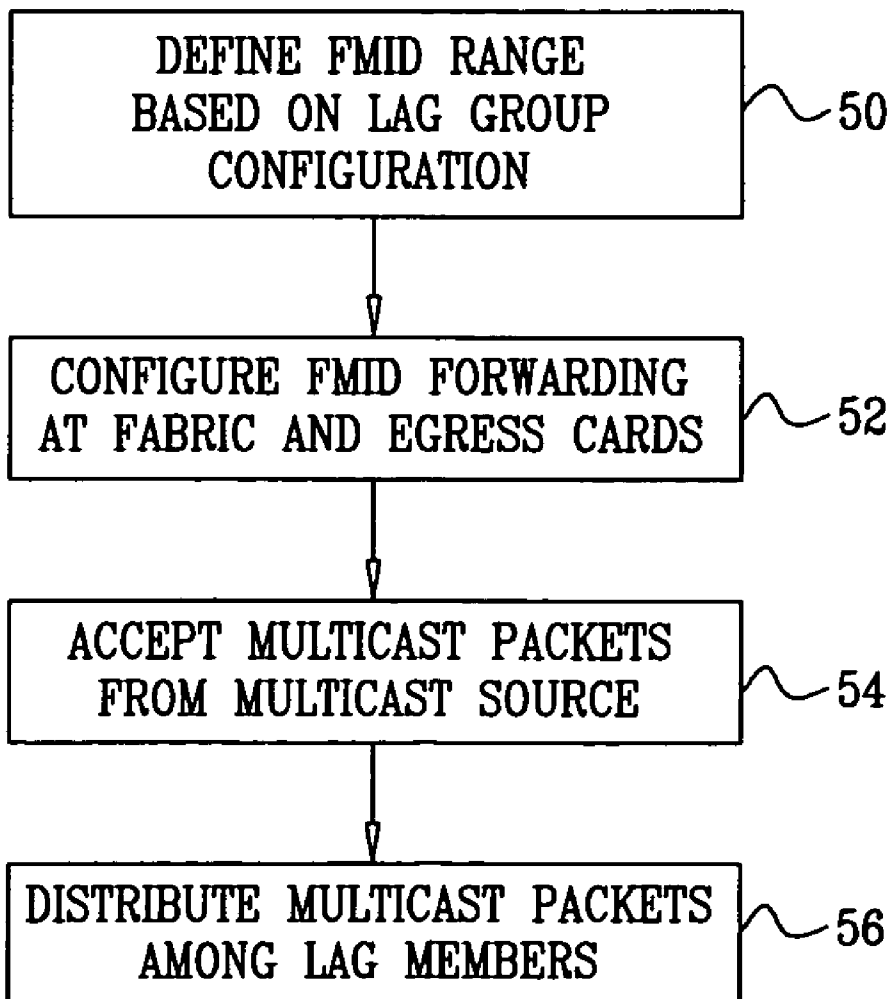 DEFINE FMID RANGE
BASED ON LAG GROUP
CONFIGURATION
50
CONFIGURE FMID FORWARDING
AT FABRIC AND EGRESS CARDS
52
ACCEPT MULTICAST PACKETS
FROM MULTICAST SOURCE
54
DISTRIBUTE MULTICAST PACKETS
AMONG LAG MEMBERS
56